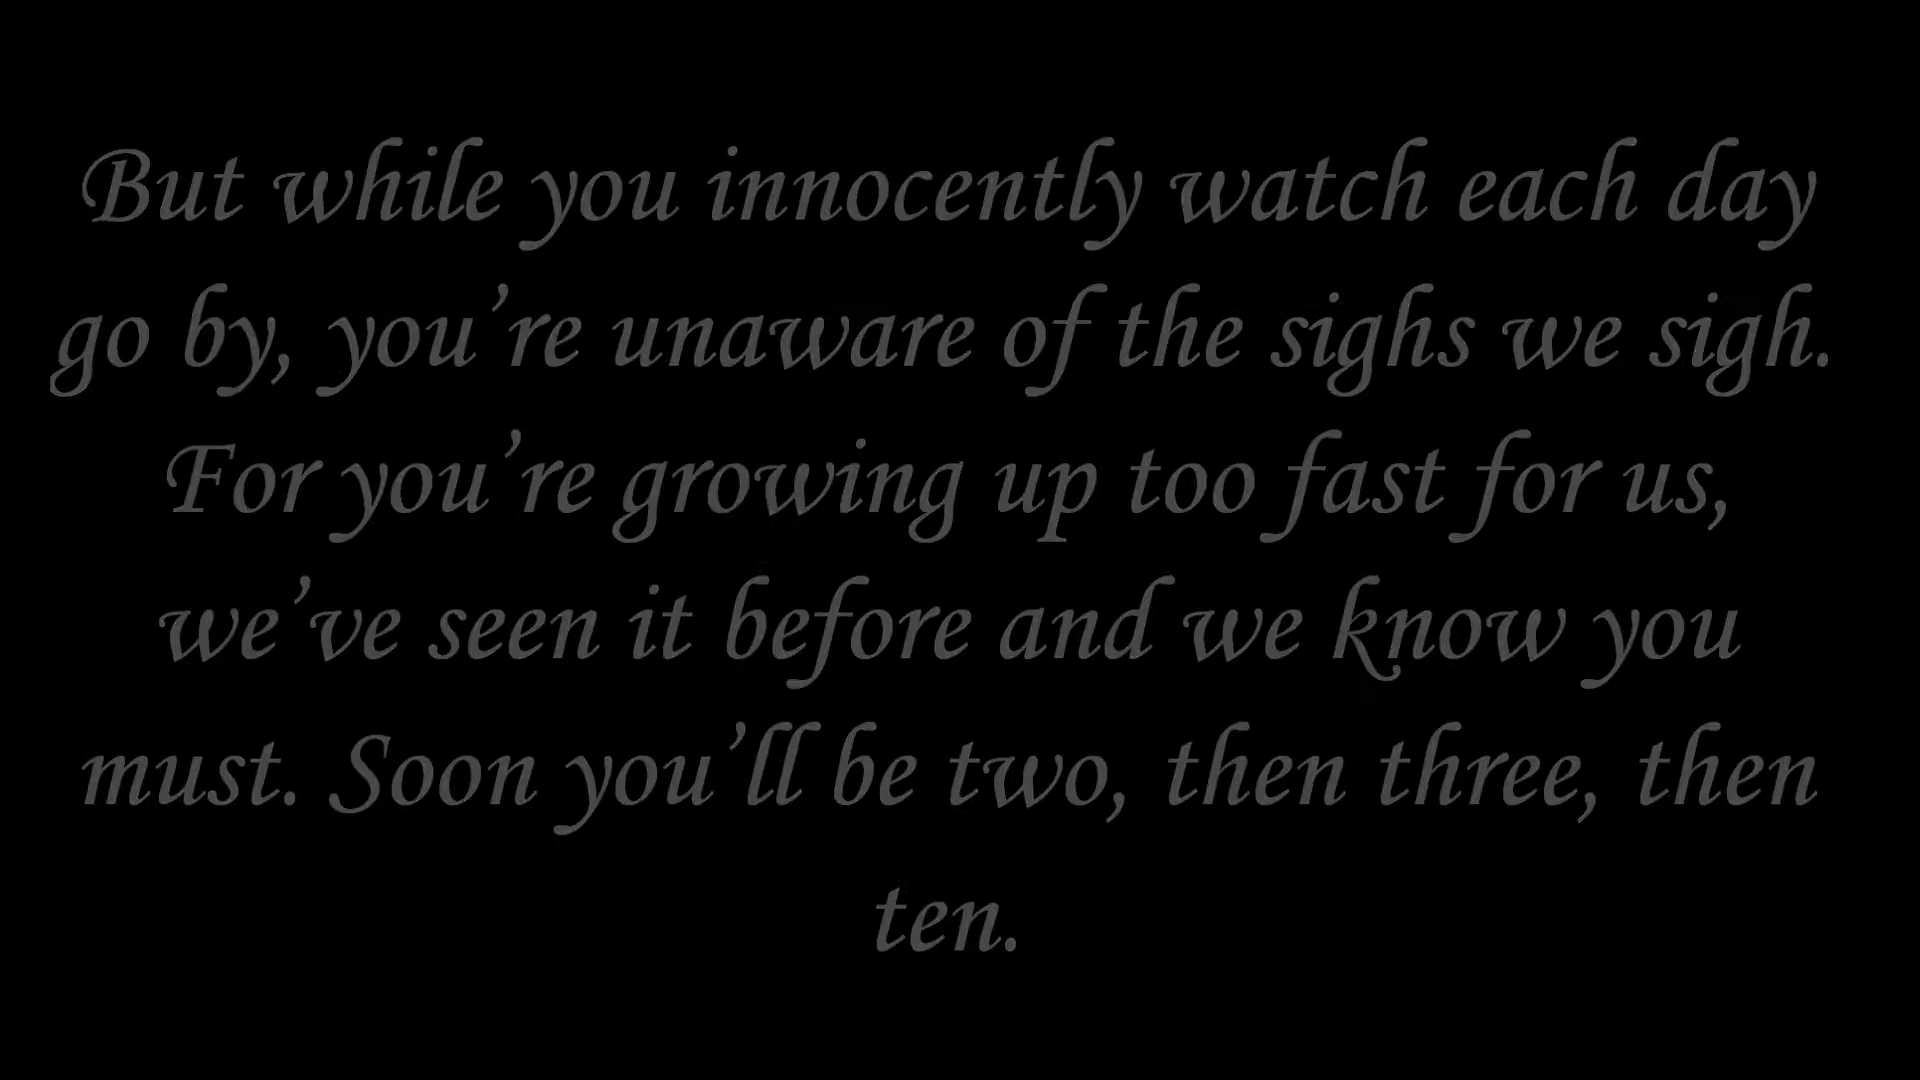 But while you innocently watch each day
go by, you’re unaware of the sighs we sigh.
For you’re growing up too fast for us,
we’ve seen it before and we know you
must. Soon you’ll be two, then three, then
ten.